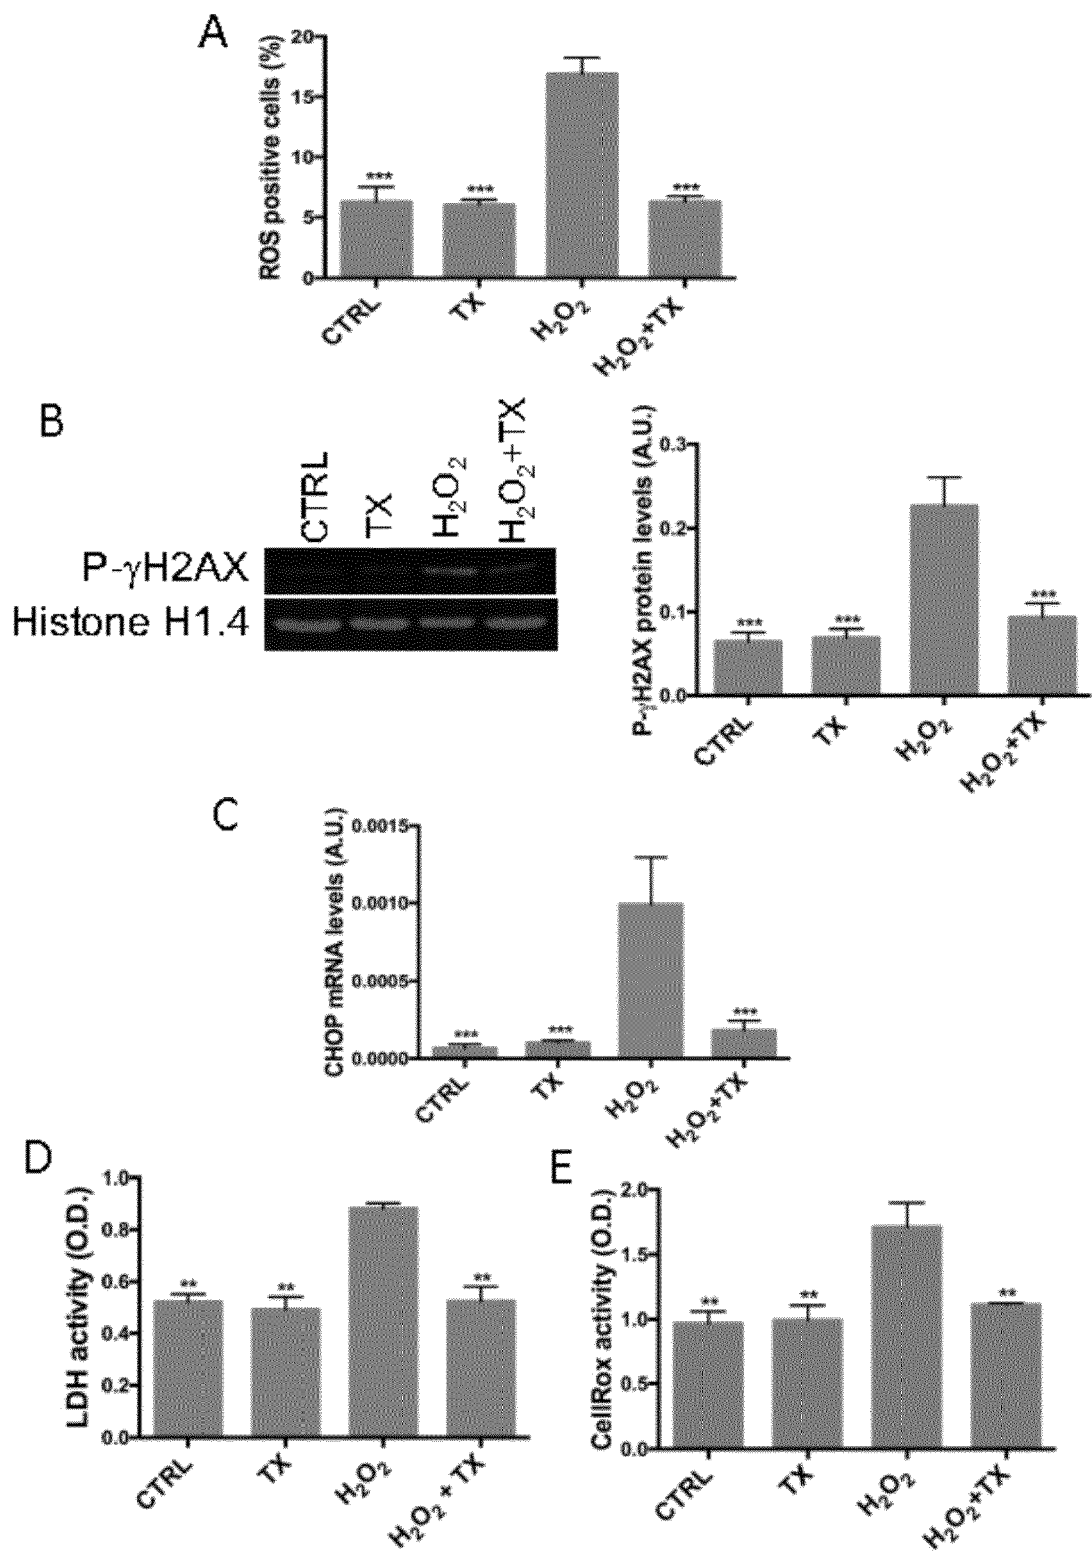 A
ROS positive cells (%)
20
15
10
5
0
***
***
***
CTRL
TX
H₂O₂
H₂O₂+TX
B
CTRL
TX
H₂O₂
H₂O₂+TX
P-γH2AX
Histone H1.4
P-γH2AX protein levels (A.U.)
0.3
0.2
0.1
0.0
***
***
***
CTRL
TX
H₂O₂
H₂O₂+TX
C
CHOP mRNA levels (A.U.)
0.0015
0.0010
0.0005
0.0000
***
***
***
CTRL
TX
H₂O₂
H₂O₂+TX
D
LDH activity (O.D.)
1.0
0.8
0.6
0.4
0.2
0.0
**
**
**
CTRL
TX
H₂O₂
H₂O₂ + TX
E
CellRox activity (O.D.)
2.0
1.5
1.0
0.5
0.0
**
**
**
CTRL
TX
H₂O₂
H₂O₂+TX